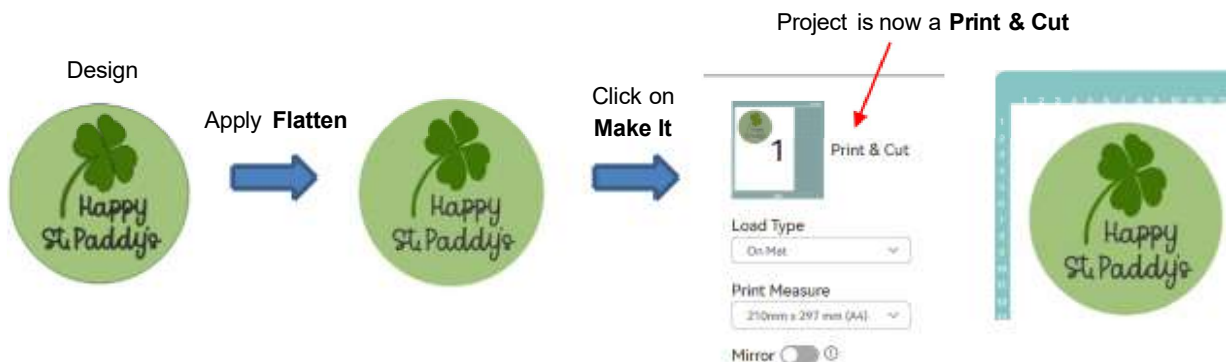 Project is now a Print & Cut
Design
Happy
St. Paddy's
Apply Flatten
Happy
St. Paddy's
Click on
Make It
1
Print & Cut
Load Type
On Mat
Print Measure
210mm x 297 mm (A4)
Mirror
Happy
St. Paddy's